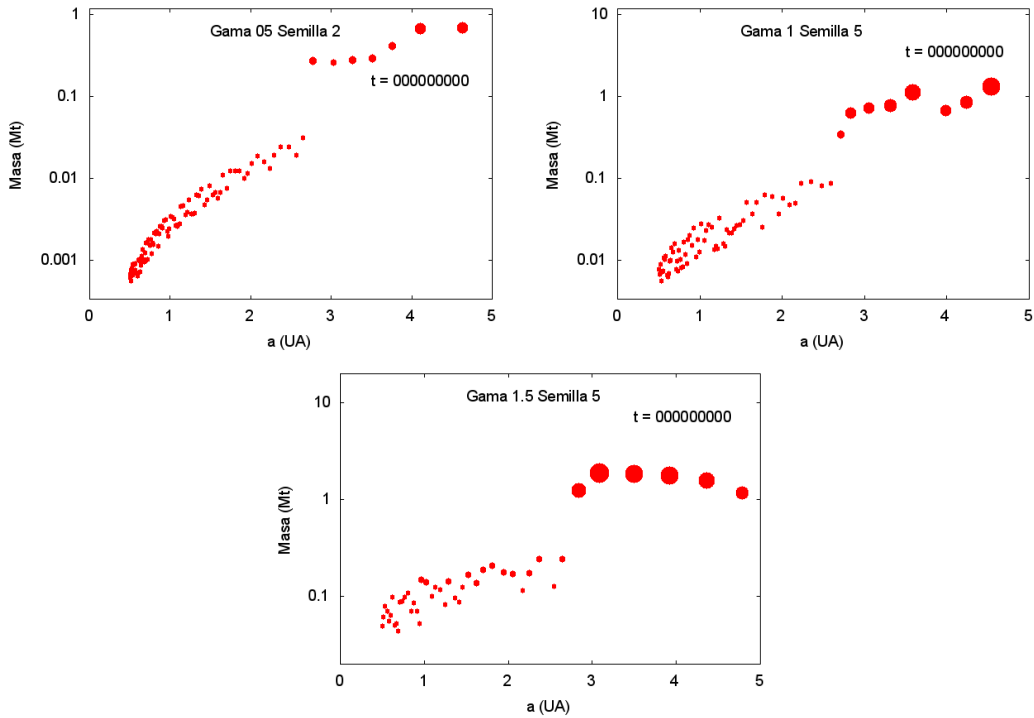 1
0.1
0.01
0.001
Masa (Mt)
Gama 05 Semilla 2
t = 000000000
0 1 2 3 4 5
a (UA)
10
1
0.1
0.01
Masa (Mt)
Gama 1 Semilla 5
t = 000000000
0 1 2 3 4 5
a (UA)
10
1
0.1
Masa (Mt)
Gama 1.5 Semilla 5
t = 000000000
0 1 2 3 4 5
a (UA)